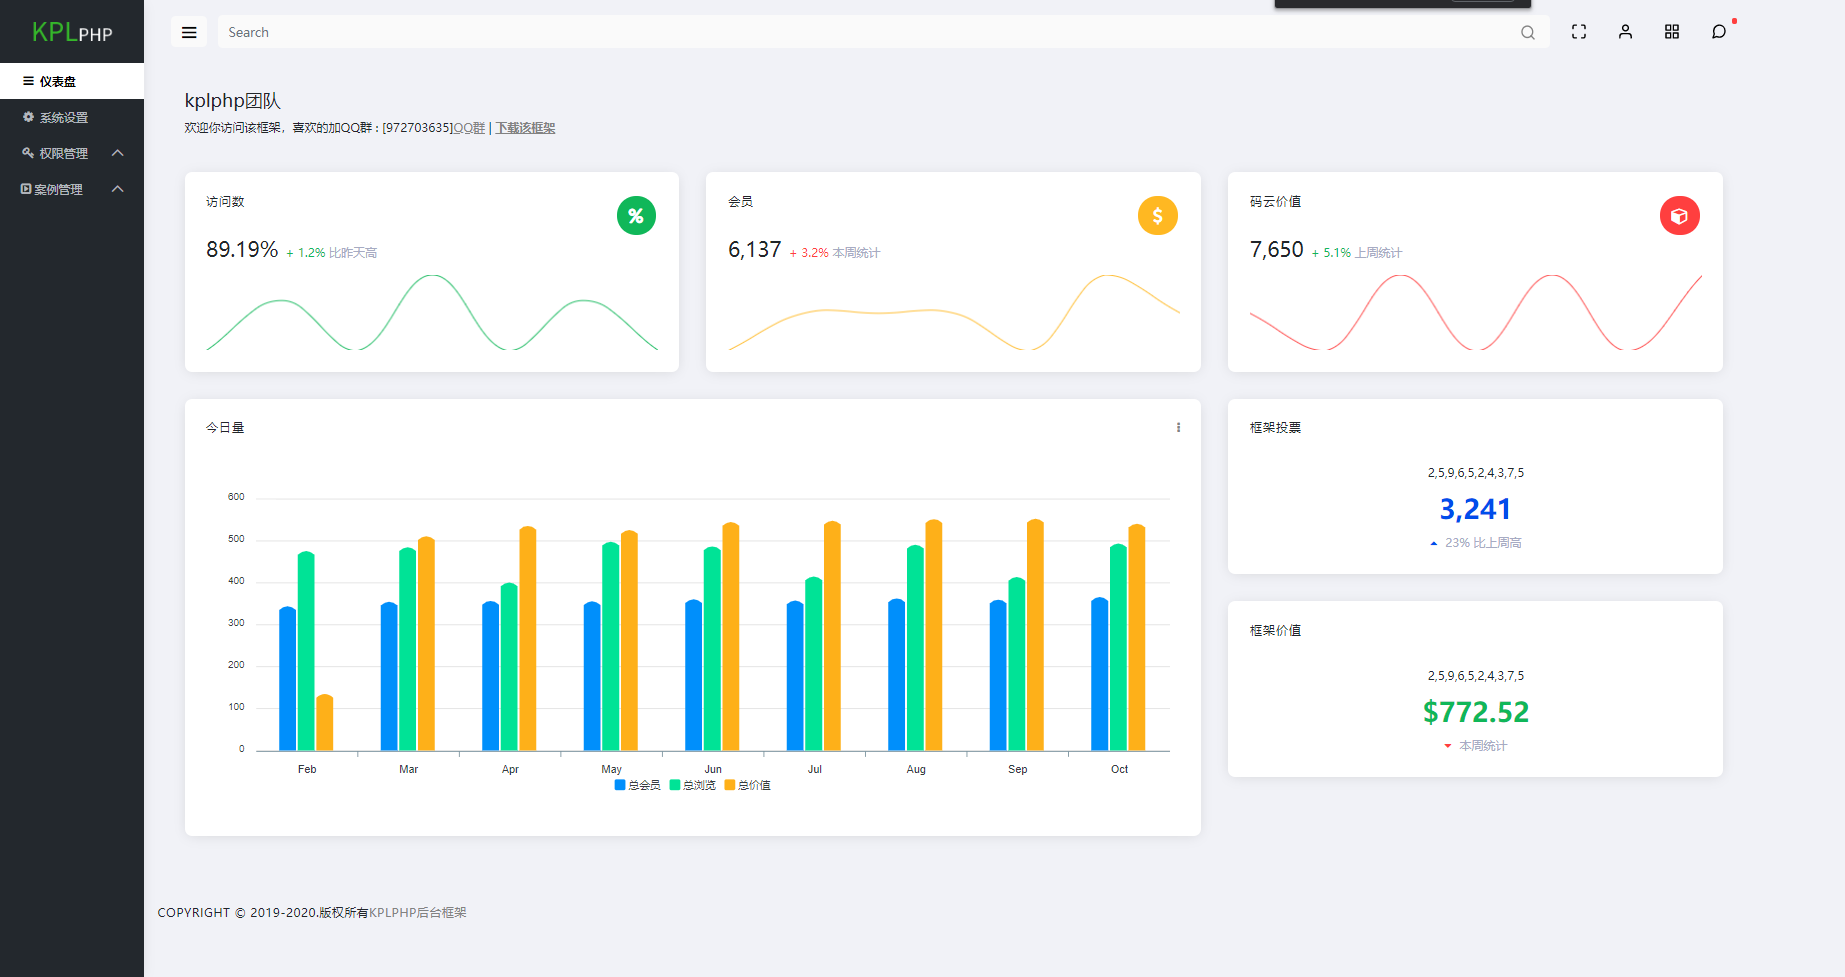 KPLPHP
Search
仪表盘
系统设置
权限管理
案例管理
kplphp团队
欢迎你访问该框架，喜欢的加QQ群 : [972703635]QQ群 | 下载该框架
访问数
89.19% + 1.2% 比昨天高
会员
6,137 + 3.2% 本周统计
码云价值
7,650 + 5.1% 上周统计
今日量
600
500
400
300
200
100
0
Feb Mar Apr May Jun Jul Aug Sep Oct
总会员 总浏览 总价值
框架投票
2,5,9,6,5,2,4,3,7,5
3,241
23% 比上周高
框架价值
2,5,9,6,5,2,4,3,7,5
$772.52
本周统计
COPYRIGHT © 2019-2020.版权所有KPLPHP后台框架